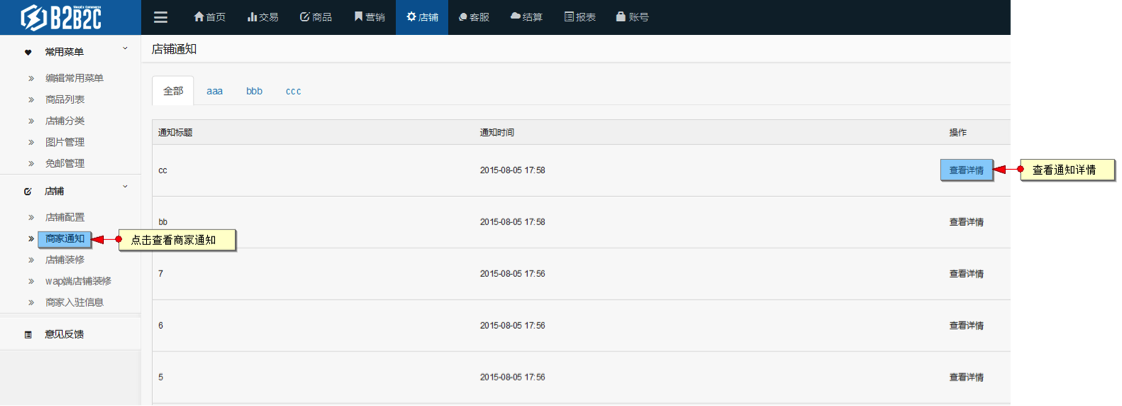 B2B2C
首页 交易 商品 营销 店铺 客服 结算 报表 账号
常用菜单
编辑常用菜单
商品列表
店铺分类
图片管理
免邮管理
店铺
店铺配置
商家通知
点击查看商家通知
店铺装修
wap端店铺装修
商家入驻信息
意见反馈
店铺通知
全部 aaa bbb ccc
通知标题 通知时间 操作
cc 2015-08-05 17:58 查看详情
查看通知详情
bb 2015-08-05 17:58 查看详情
7 2015-08-05 17:56 查看详情
6 2015-08-05 17:56 查看详情
5 2015-08-05 17:56 查看详情